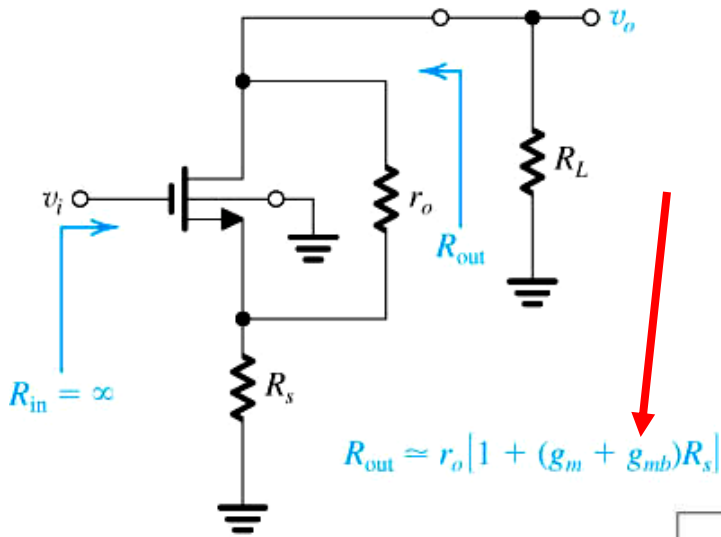 v_o
v_i
r_o
R_L
R_out
R_in = ∞
R_s
R_out ≃ r_o[1 + (g_m + g_mb)R_s]